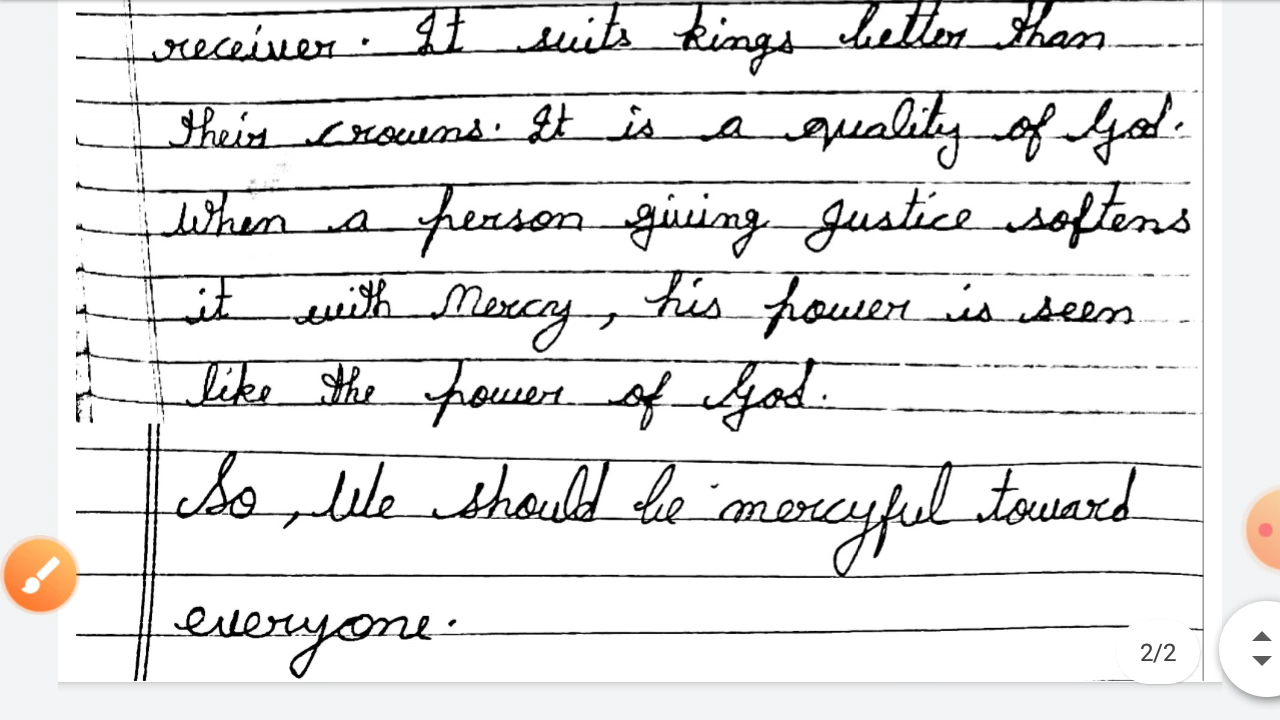 receiver. It suits kings better than
their crowns. It is a quality of God.
When a person giving justice softens
it with Mercy, his power is seen
like the power of God.
So, We should be mercyful toward
everyone.
2/2